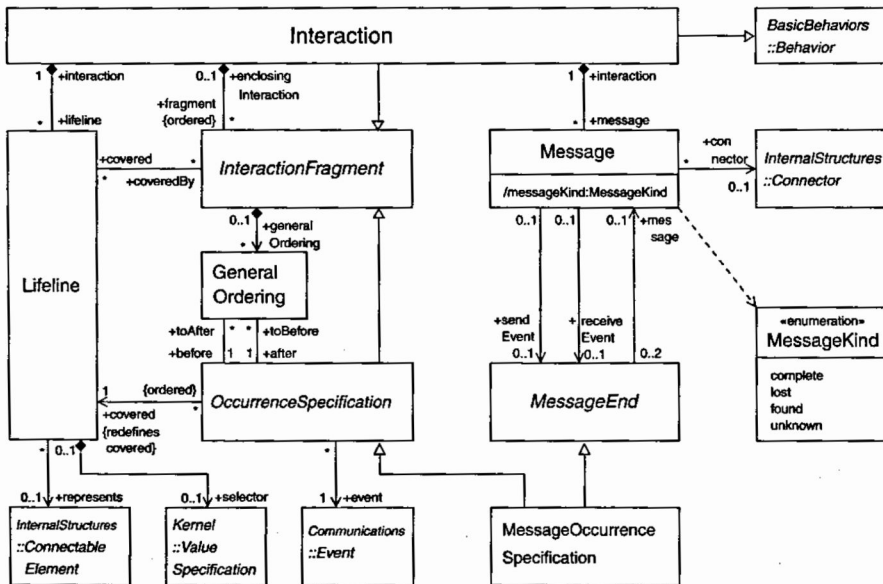 Interaction
BasicBehaviors
::Behavior
1 +interaction
0..1 +enclosing
Interaction
1 +interaction
+fragment
{ordered} *
* +lifeline
* +message
+covered *
* +coveredBy
InteractionFragment
Message
/messageKind:MessageKind
* +con
nector
0..1
InternalStructures
::Connector
0..1
+general
Ordering
*
0..1 0..1 0..1 +mes
sage
Lifeline
General
Ordering
+toAfter * * +toBefore
+before 1 1 +after
+send
Event
0..1
+ receive
Event
0..1 0..2
«enumeration»
MessageKind
complete
lost
found
unknown
1 {ordered} *
+covered
{redefines
covered}
OccurrenceSpecification
MessageEnd
* 0..1 *
0..1 +represents
0..1 +selector
1 +event
InternalStructures
::Connectable
Element
Kernel
::Value
Specification
Communications
::Event
MessageOccurrence
Specification